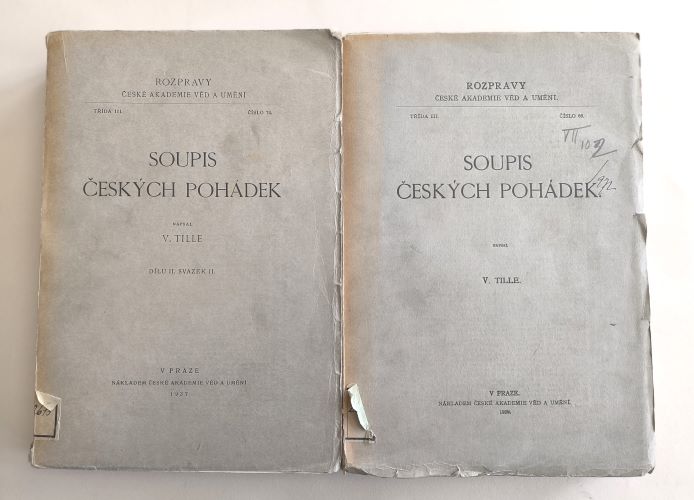 ROZPRAVY
ČESKÉ AKADEMIE VĚD A UMĚNÍ
TŘÍDA III.
ČÍSLO 74.
SOUPIS
ČESKÝCH POHÁDEK
NAPSAL
V. TILLE
DÍLU II. SVAZEK II.
V PRAZE
NÁKLADEM ČESKÉ AKADEMIE VĚD A UMĚNÍ
1937
ROZPRAVY
ČESKÉ AKADEMIE VĚD A UMĚNÍ.
TŘÍDA III.
ČÍSLO 66.
VII
SOUPIS
ČESKÝCH POHÁDEK.
NAPSAL
V. TILLE.
V PRAZE.
NÁKLADEM ČESKÉ AKADEMIE VĚD A UMĚNÍ.